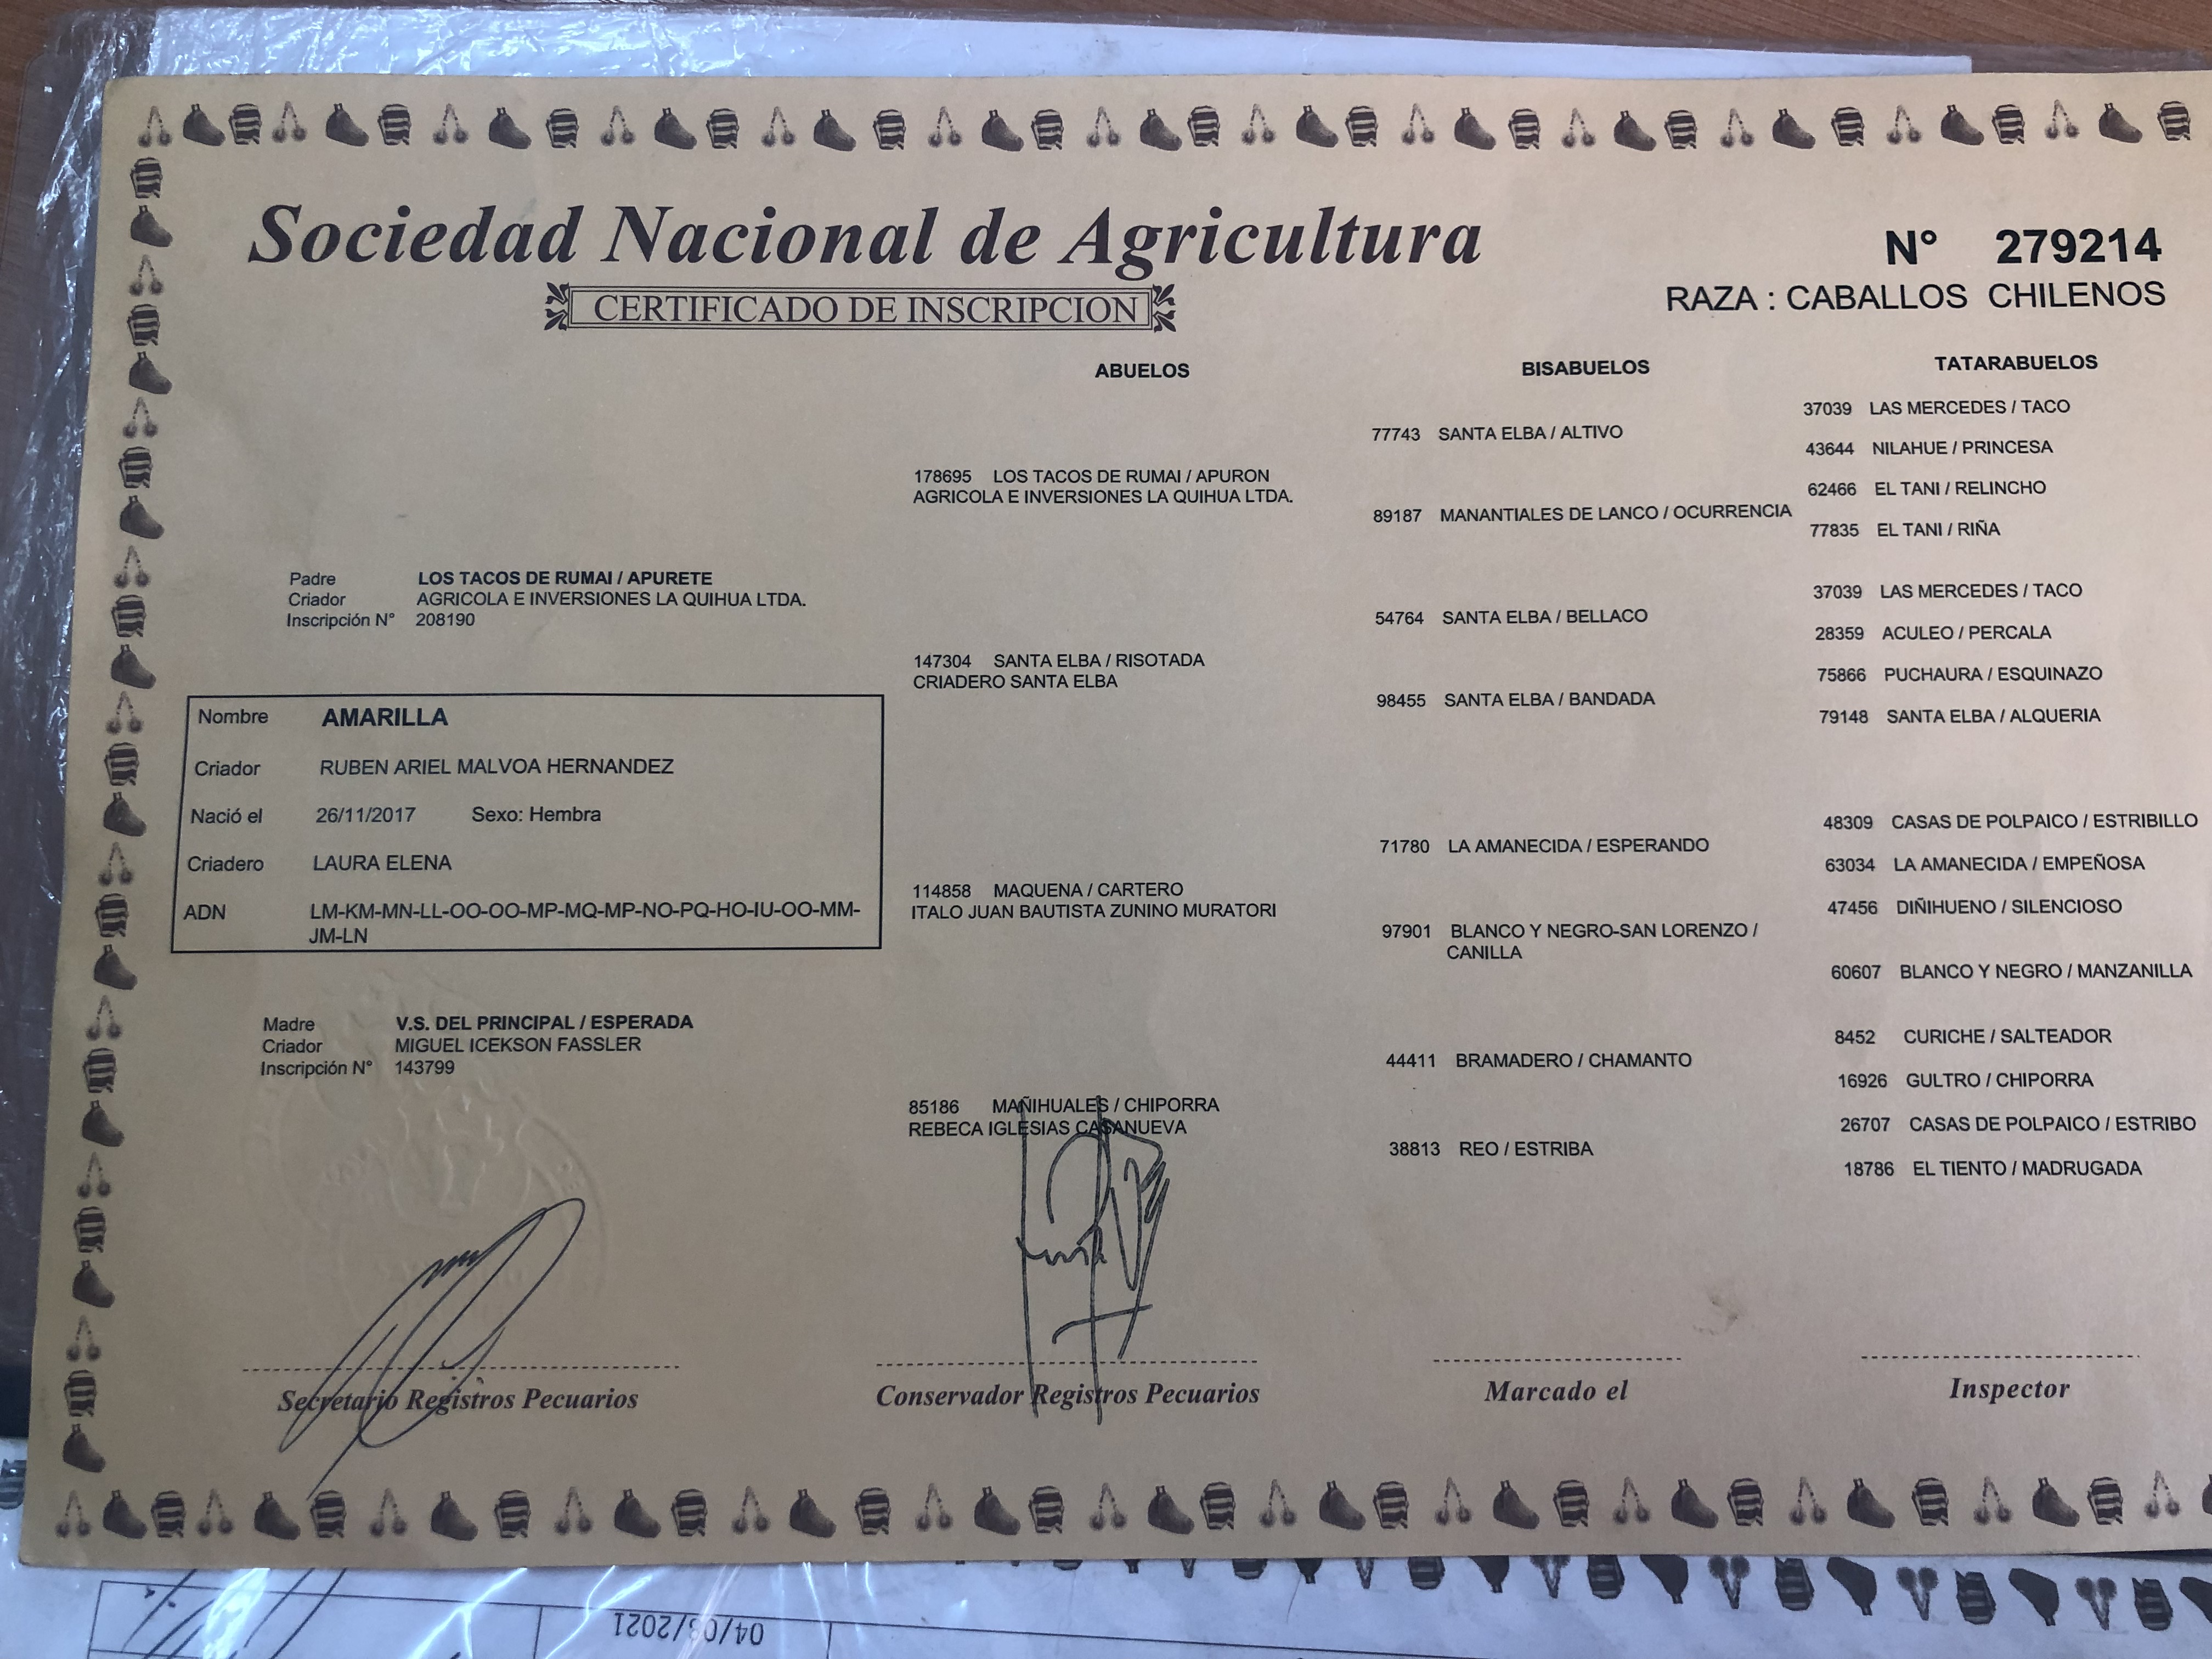 Sociedad Nacional de Agricultura
CERTIFICADO DE INSCRIPCION
N° 279214
RAZA : CABALLOS CHILENOS
Padre LOS TACOS DE RUMAI / APURETE
Criador AGRICOLA E INVERSIONES LA QUIHUA LTDA.
Inscripción N° 208190
Nombre AMARILLA
Criador RUBEN ARIEL MALVOA HERNANDEZ
Nació el 26/11/2017 Sexo: Hembra
Criadero LAURA ELENA
ADN LM-KM-MN-LL-OO-OO-MP-MQ-MP-NO-PQ-HO-IU-OO-MM-
JM-LN
Madre V.S. DEL PRINCIPAL / ESPERADA
Criador MIGUEL ICEKSON FASSLER
Inscripción N° 143799
ABUELOS
178695 LOS TACOS DE RUMAI / APURON
AGRICOLA E INVERSIONES LA QUIHUA LTDA.
147304 SANTA ELBA / RISOTADA
CRIADERO SANTA ELBA
114858 MAQUENA / CARTERO
ITALO JUAN BAUTISTA ZUNINO MURATORI
85186 MAÑIHUALES / CHIPORRA
REBECA IGLESIAS CASANUEVA
BISABUELOS
77743 SANTA ELBA / ALTIVO
89187 MANANTIALES DE LANCO / OCURRENCIA
54764 SANTA ELBA / BELLACO
98455 SANTA ELBA / BANDADA
71780 LA AMANECIDA / ESPERANDO
97901 BLANCO Y NEGRO-SAN LORENZO /
CANILLA
44411 BRAMADERO / CHAMANTO
38813 REO / ESTRIBA
TATARABUELOS
37039 LAS MERCEDES / TACO
43644 NILAHUE / PRINCESA
62466 EL TANI / RELINCHO
77835 EL TANI / RIÑA
37039 LAS MERCEDES / TACO
28359 ACULEO / PERCALA
75866 PUCHAURA / ESQUINAZO
79148 SANTA ELBA / ALQUERIA
48309 CASAS DE POLPAICO / ESTRIBILLO
63034 LA AMANECIDA / EMPEÑOSA
47456 DIÑIHUENO / SILENCIOSO
60607 BLANCO Y NEGRO / MANZANILLA
8452 CURICHE / SALTEADOR
16926 GULTRO / CHIPORRA
26707 CASAS DE POLPAICO / ESTRIBO
18786 EL TIENTO / MADRUGADA
Secretario Registros Pecuarios
Conservador Registros Pecuarios
Marcado el
Inspector